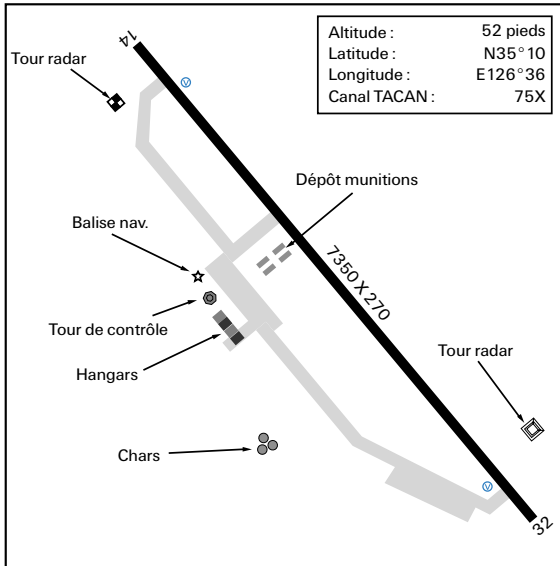 14
Altitude : 52 pieds
Latitude : N35°10
Longitude : E126°36
Canal TACAN : 75X
Tour radar
Dépôt munitions
Balise nav.
7350 X 270
Tour de contrôle
Tour radar
Hangars
Chars
V
V
32